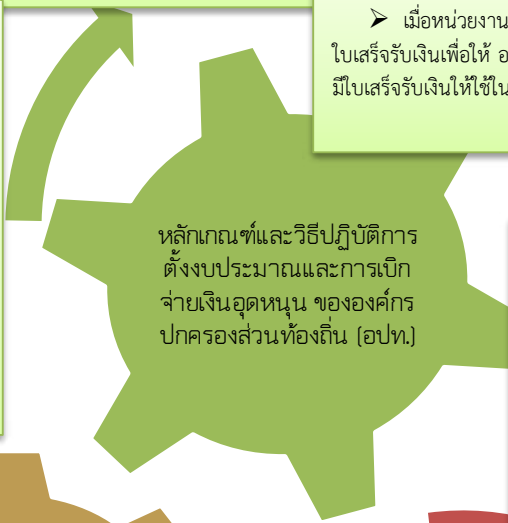 ➤ เมื่อหน่วยงาน
ใบเสร็จรับเงินเพื่อให้ อ
มีใบเสร็จรับเงินให้ใช้ใน
หลักเกณฑ์และวิธีปฏิบัติการ
ตั้งงบประมาณและการเบิก
จ่ายเงินอุดหนุน ขององค์กร
ปกครองส่วนท้องถิ่น (อปท.)